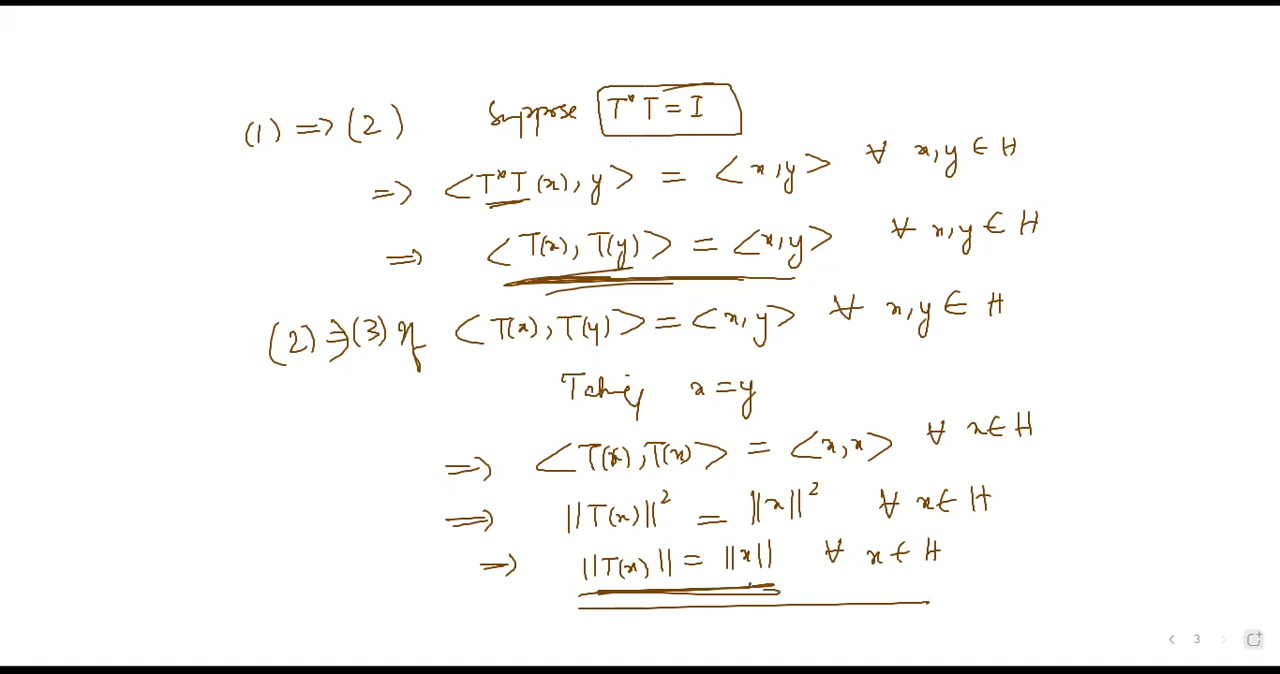 (1) => (2) Suppose T*T = I
=> <T*T(x), y> = <x,y> ∀ x,y ∈ H
=> <T(x), T(y)> = <x,y> ∀ x,y ∈ H
(2) => (3) If <T(x), T(y)> = <x,y> ∀ x,y ∈ H
Taking x = y
=> <T(x), T(x)> = <x,x> ∀ x ∈ H
=> ||T(x)||² = ||x||² ∀ x ∈ H
=> ||T(x)|| = ||x|| ∀ x ∈ H
< 3 >